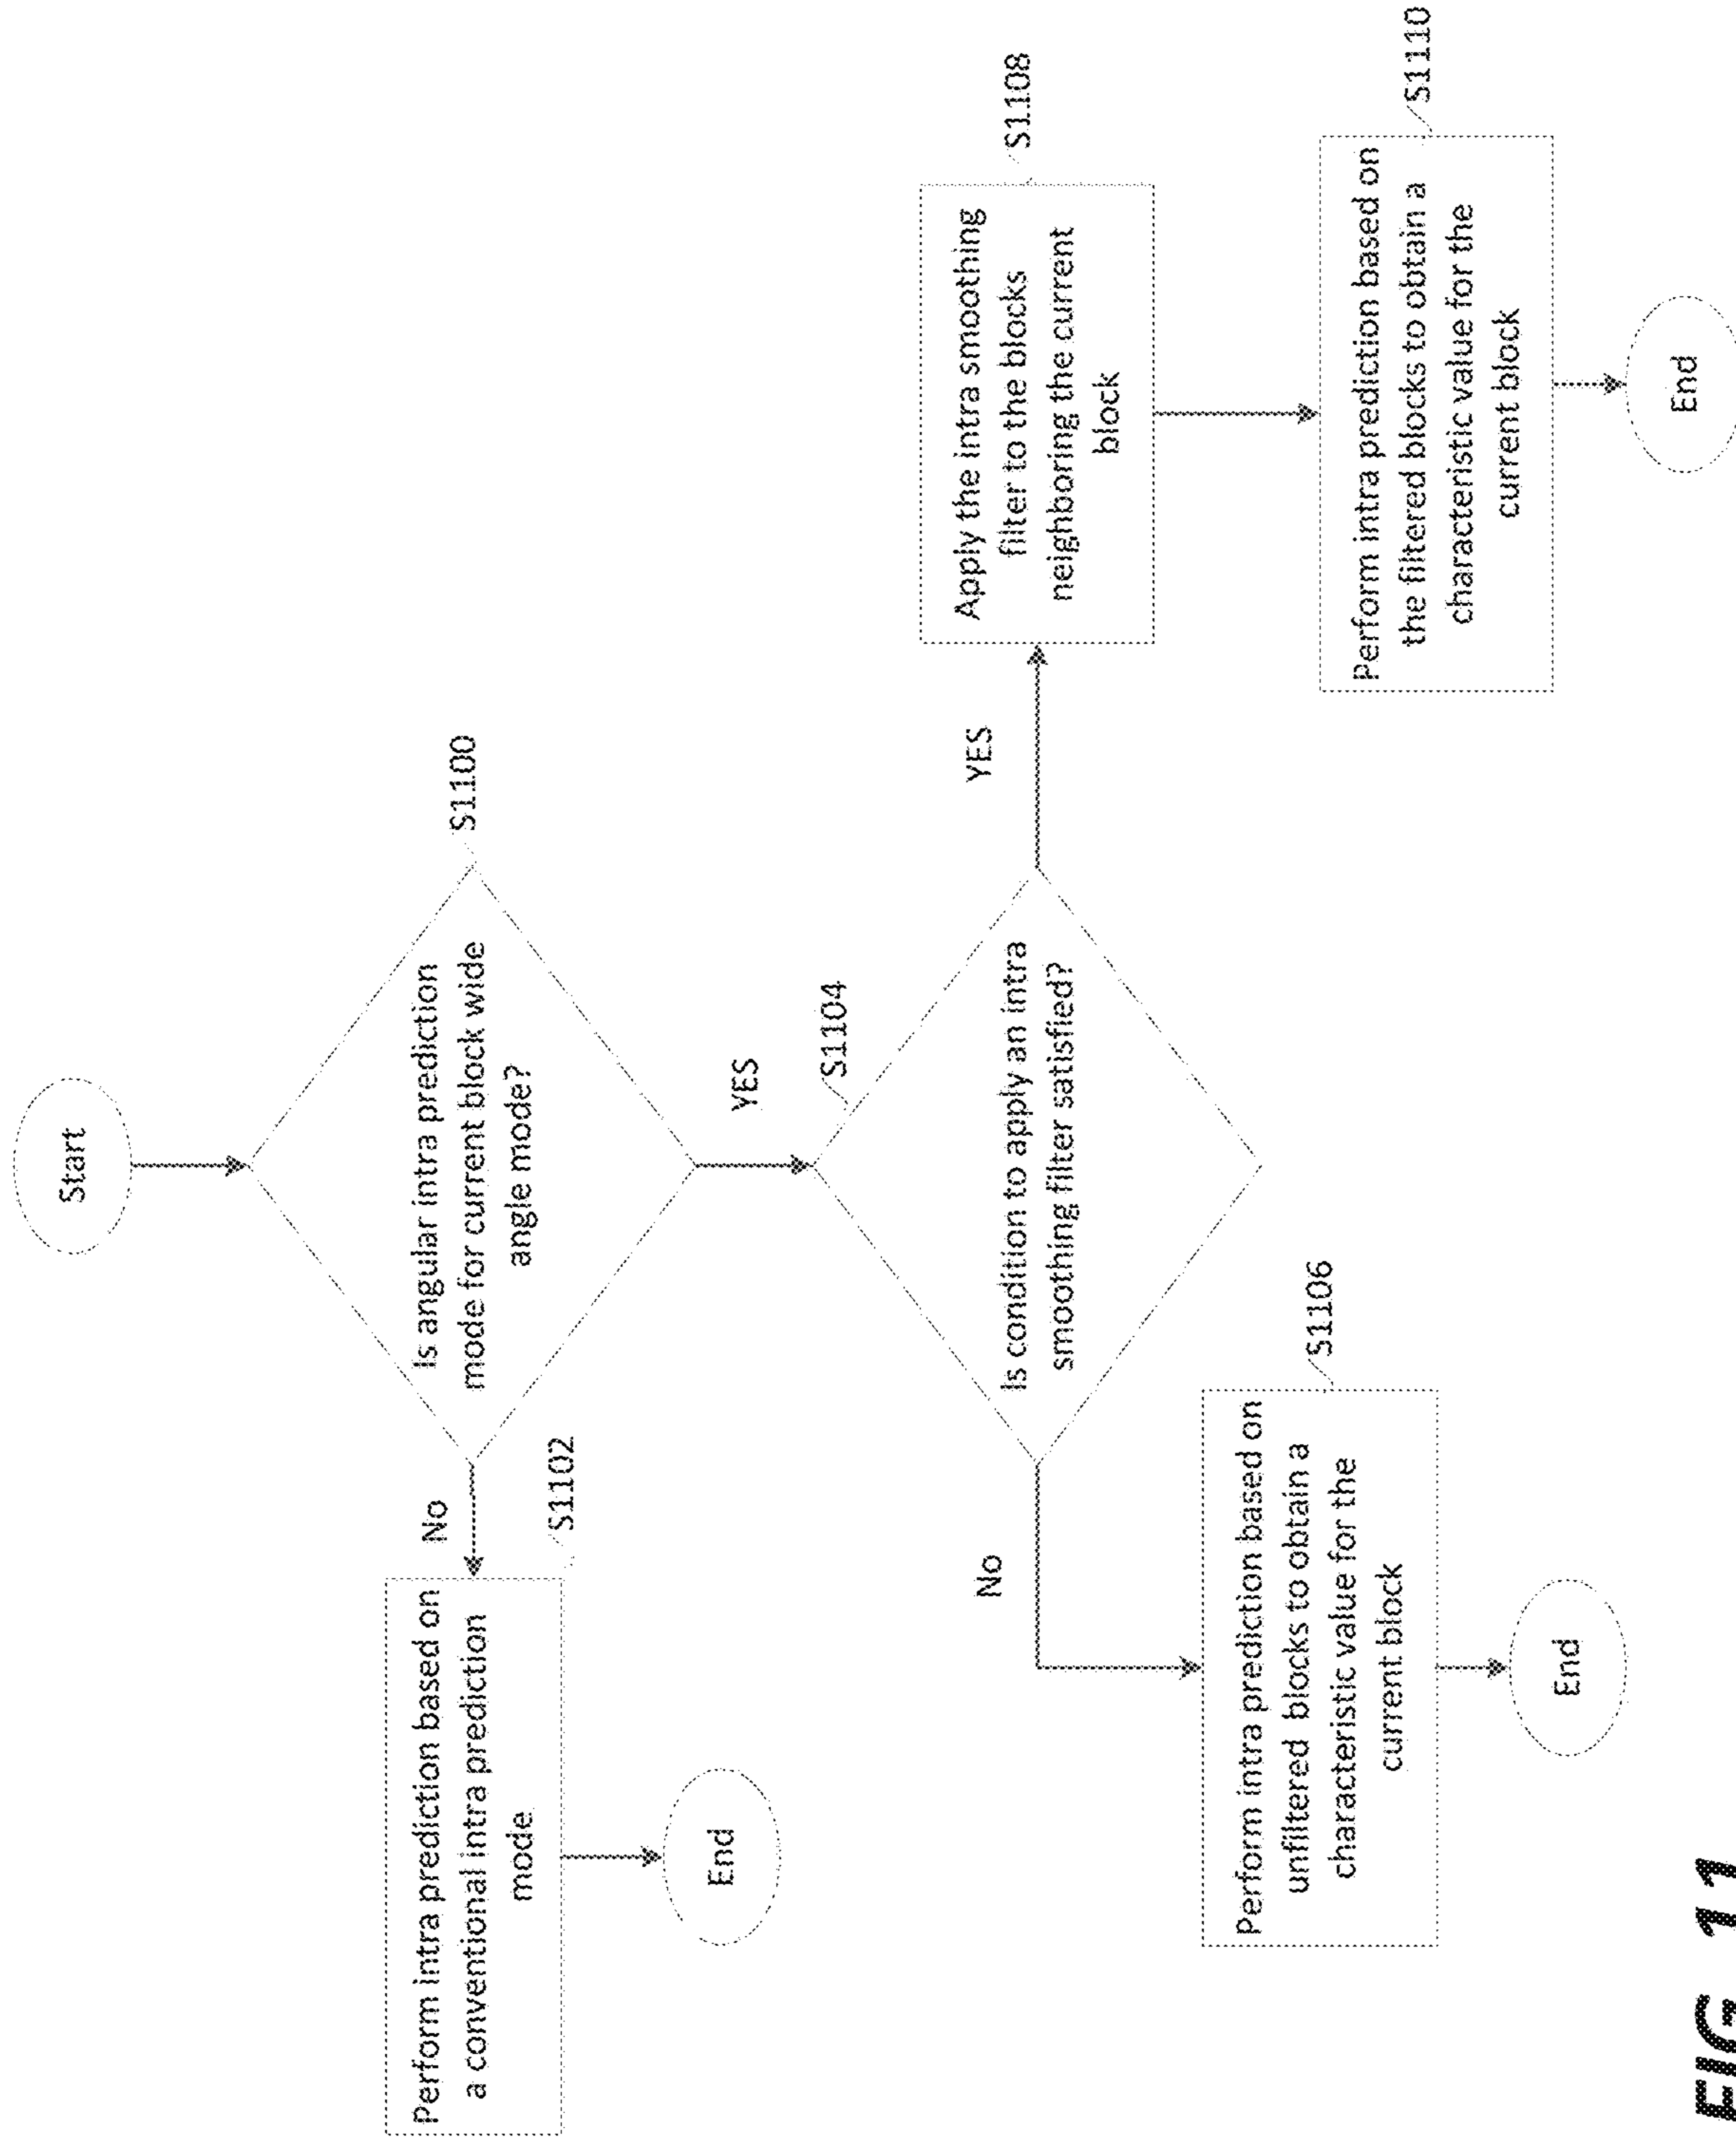 Start
Is angular intra prediction
mode for current block wide
angle mode?
S1100
No
Perform intra prediction based on
a conventional intra prediction
mode
S1102
End
YES
S1104
Is condition to apply an intra
smoothing filter satisfied?
No
Perform intra prediction based on
unfiltered blocks to obtain a
characteristic value for the
current block
S1106
End
YES
Apply the intra smoothing
filter to the blocks
neighboring the current
block
S1108
Perform intra prediction based on
the filtered blocks to obtain a
characteristic value for the
current block
S1110
End
FIG. 11